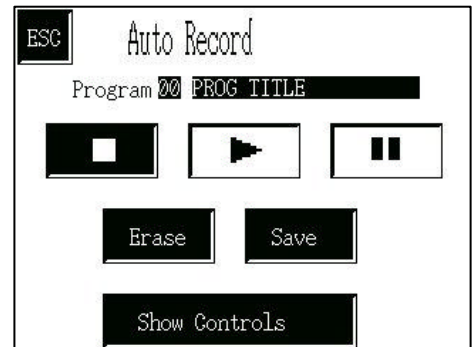 ESC Auto Record
Program 00 PROG TITLE
Erase Save
Show Controls